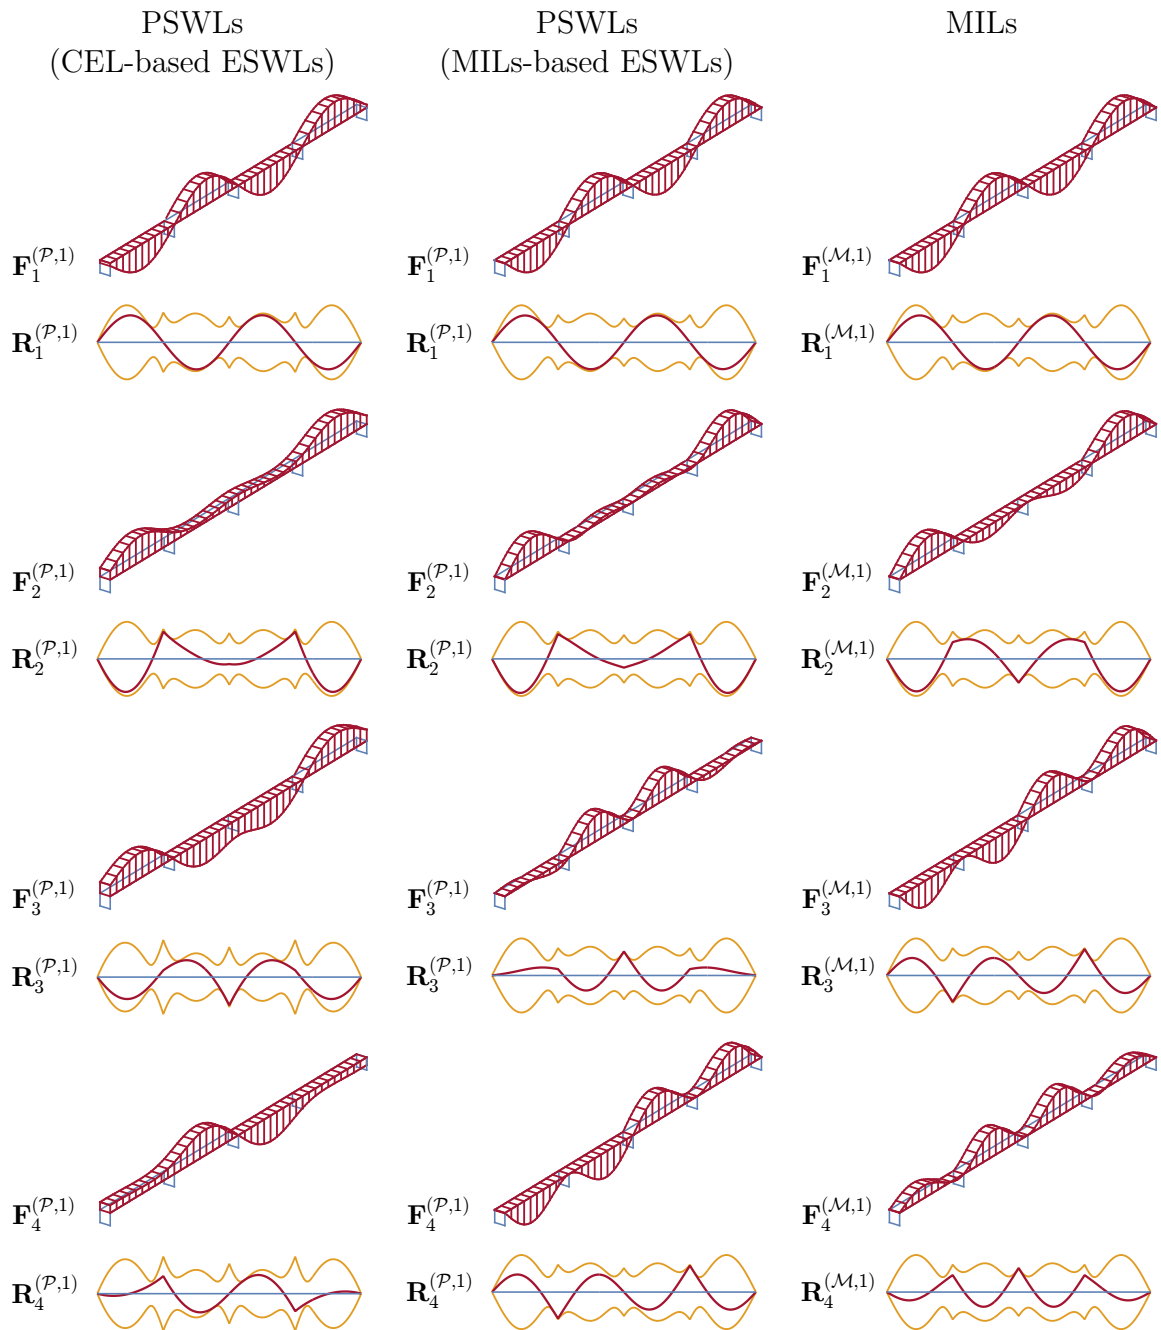 PSWLs PSWLs MILs
(CEL-based ESWLs) (MILs-based ESWLs)
F₁^(𝒫,1) F₁^(𝒫,1) F₁^(ℳ,1)
R₁^(𝒫,1) R₁^(𝒫,1) R₁^(ℳ,1)
F₂^(𝒫,1) F₂^(𝒫,1) F₂^(ℳ,1)
R₂^(𝒫,1) R₂^(𝒫,1) R₂^(ℳ,1)
F₃^(𝒫,1) F₃^(𝒫,1) F₃^(ℳ,1)
R₃^(𝒫,1) R₃^(𝒫,1) R₃^(ℳ,1)
F₄^(𝒫,1) F₄^(𝒫,1) F₄^(ℳ,1)
R₄^(𝒫,1) R₄^(𝒫,1) R₄^(ℳ,1)